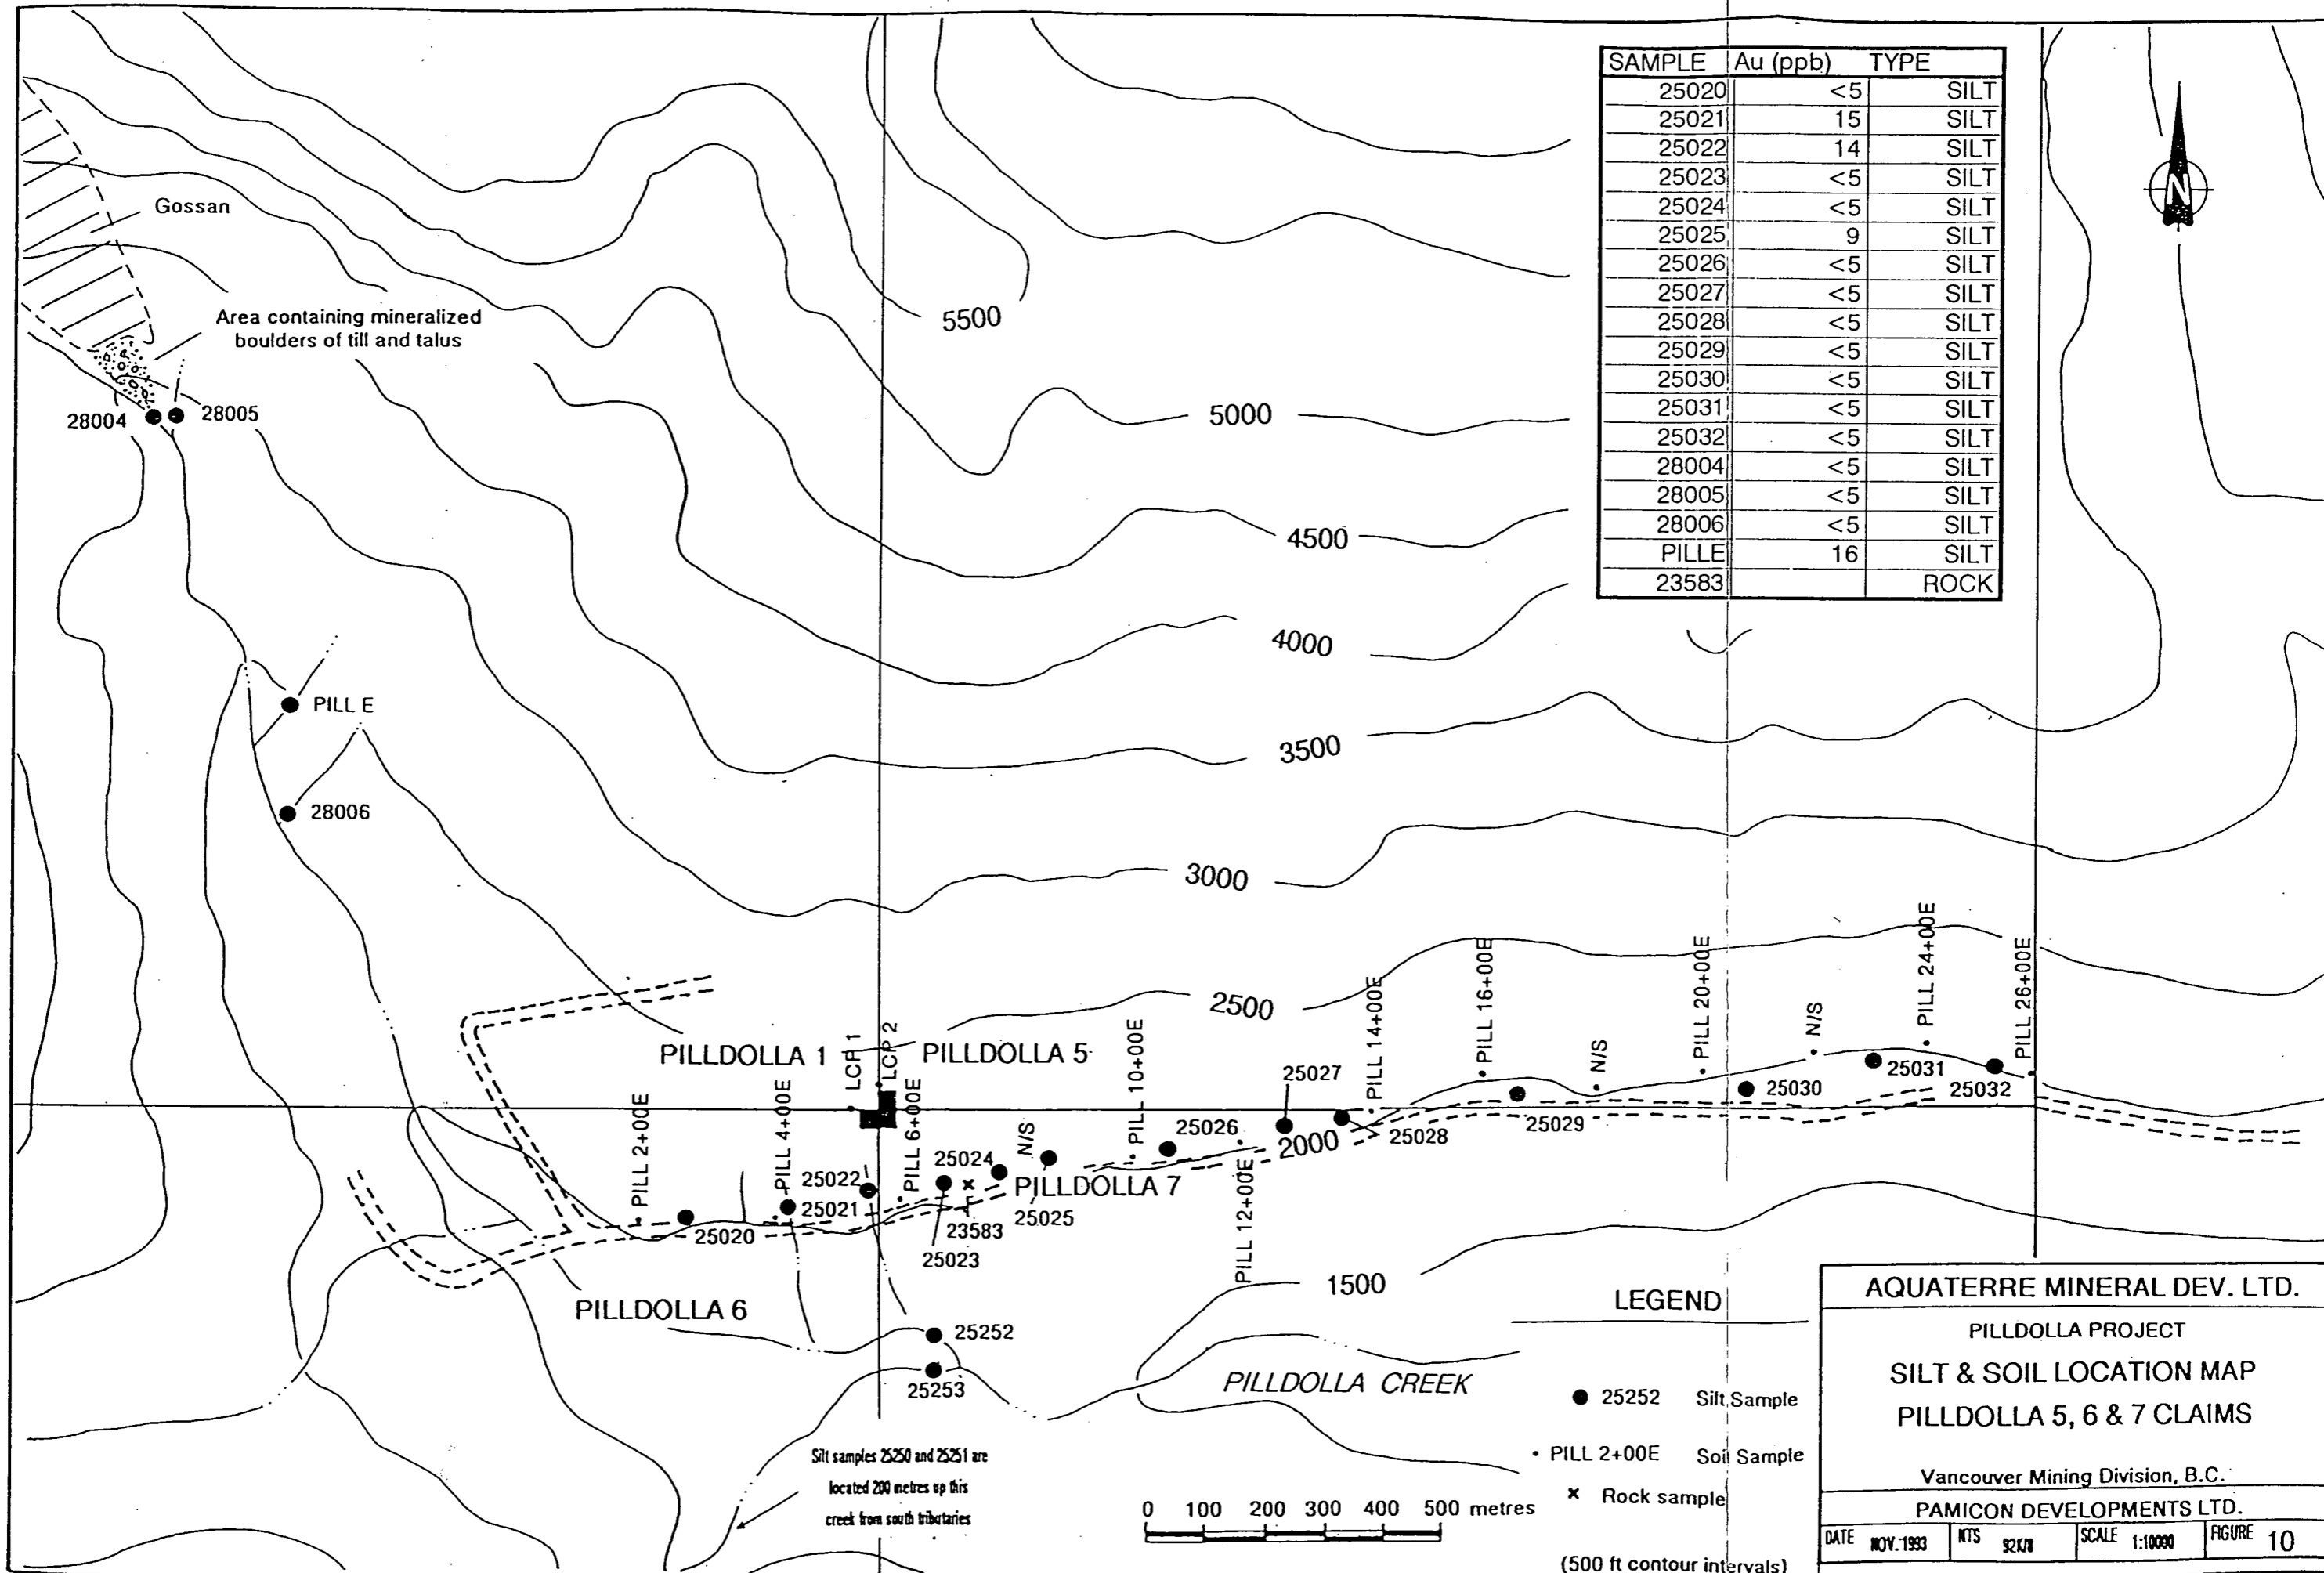 SAMPLE Au (ppb) TYPE
25020 <5 SILT
25021 15 SILT
25022 14 SILT
25023 <5 SILT
25024 <5 SILT
25025 9 SILT
25026 <5 SILT
25027 <5 SILT
25028 <5 SILT
25029 <5 SILT
25030 <5 SILT
25031 <5 SILT
25032 <5 SILT
28004 <5 SILT
28005 <5 SILT
28006 <5 SILT
PILLE 16 SILT
23583 ROCK
N
Gossan
Area containing mineralized
boulders of till and talus
28004
28005
5500
5000
4500
4000
3500
3000
2500
2000
1500
PILL E
28006
PILLDOLLA 1
PILLDOLLA 5
LCP 1
LCP 2
PILL 2+00E
PILL 4+00E
PILL 6+00E
N/S
PILL 10+00E
PILL 12+00E
PILL 14+00E
PILL 16+00E
N/S
PILL 20+00E
N/S
PILL 24+00E
PILL 26+00E
25020
25021
25022
25023
23583
25024
25025
25026
25027
25028
25029
25030
25031
25032
PILLDOLLA 7
PILLDOLLA 6
25252
25253
PILLDOLLA CREEK
Silt samples 25250 and 25251 are
located 200 metres up this
creek from south tributaries
0 100 200 300 400 500 metres
LEGEND
25252 Silt Sample
PILL 2+00E Soil Sample
x Rock sample
(500 ft contour intervals)
AQUATERRE MINERAL DEV. LTD.
PILLDOLLA PROJECT
SILT & SOIL LOCATION MAP
PILLDOLLA 5, 6 & 7 CLAIMS
Vancouver Mining Division, B.C.
PAMICON DEVELOPMENTS LTD.
DATE NOV. 1993 NTS 92K/8 SCALE 1:10000 FIGURE 10